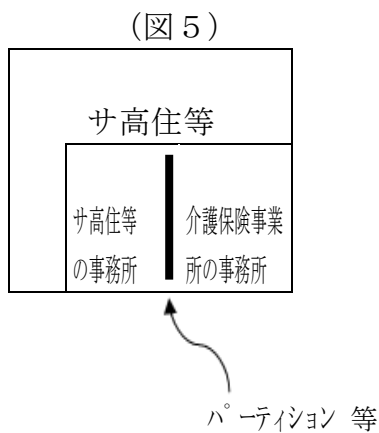 (図5)
サ高住等
サ高住等
の事務所
介護保険事業
所の事務所
パーティション 等